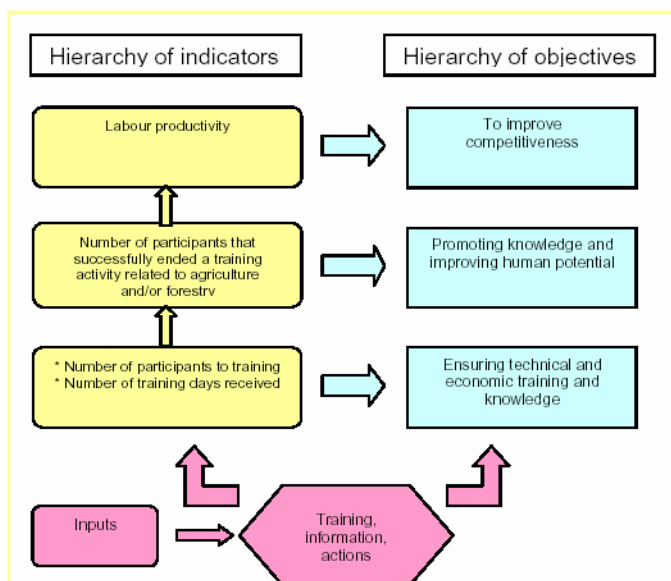 Hierarchy of indicators
Hierarchy of objectives
Labour productivity
To improve
competitiveness
Number of participants that
successfully ended a training
activity related to agriculture
and/or forestry
Promoting knowledge and
improving human potential
* Number of participants to training
* Number of training days received
Ensuring technical and
economic training and
knowledge
Inputs
Training,
information,
actions